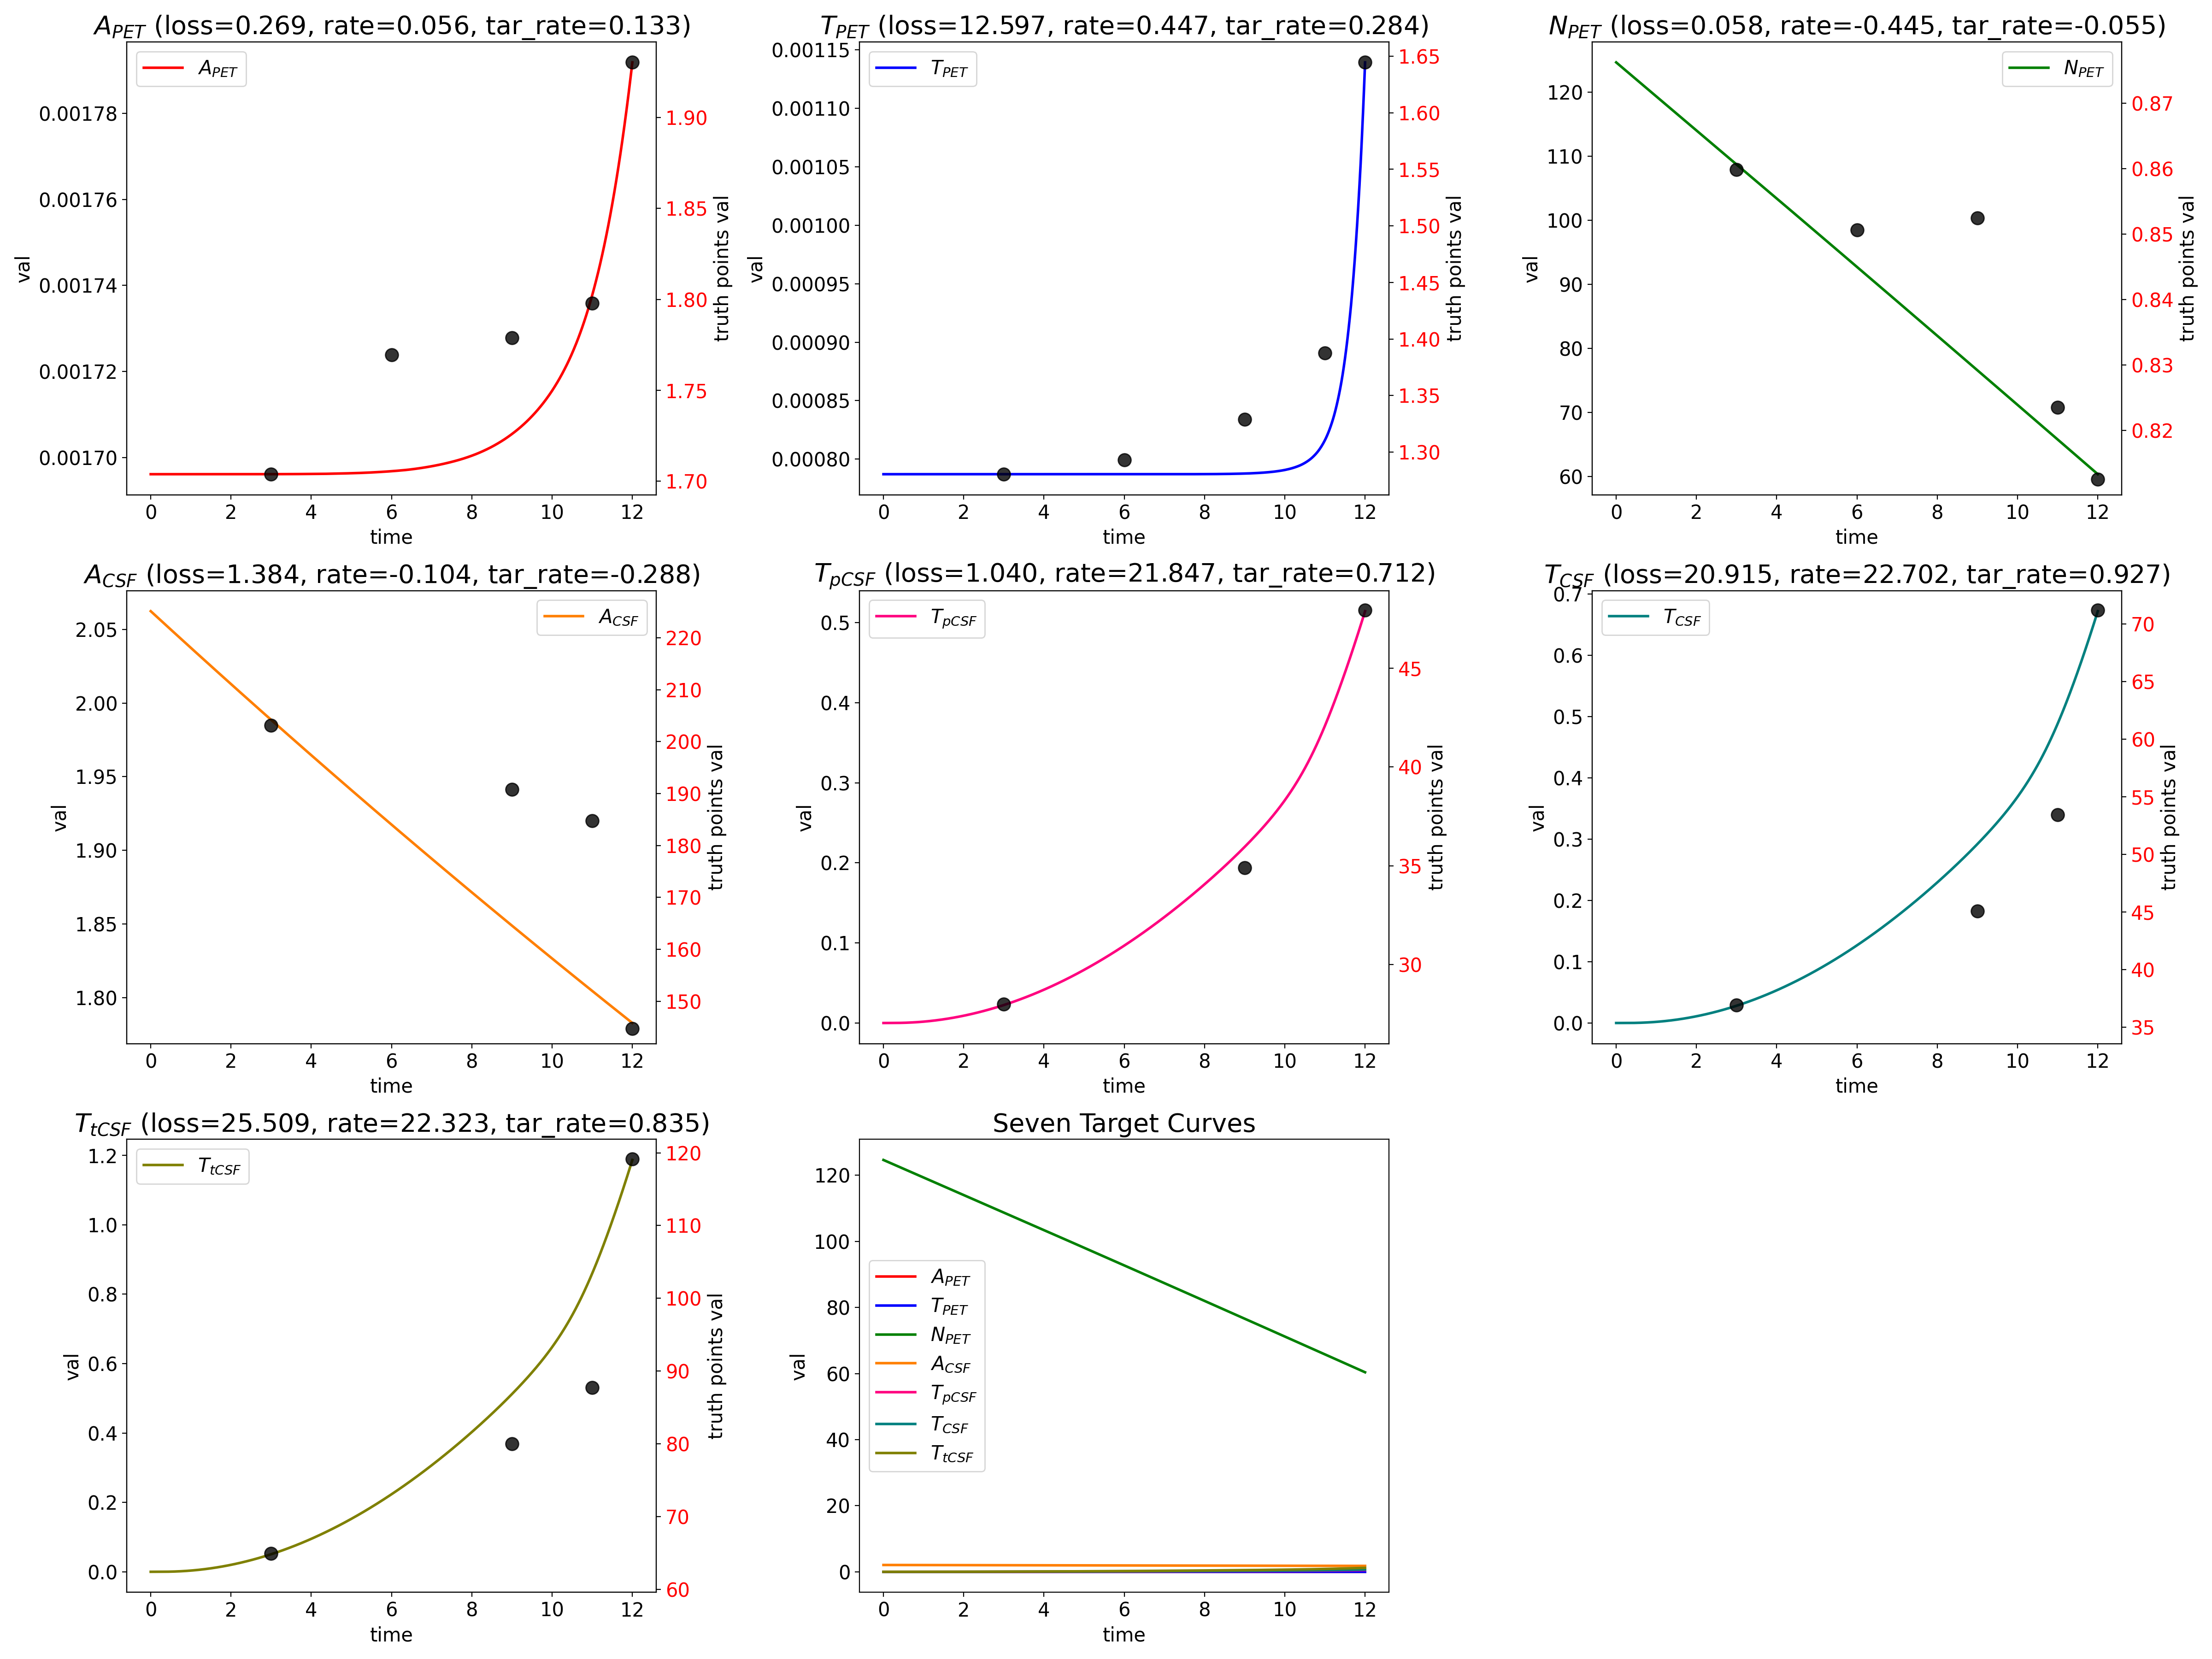 A_PET (loss=0.269, rate=0.056, tar_rate=0.133)
A_PET
val
0.00170
0.00172
0.00174
0.00176
0.00178
1.70
1.75
1.80
1.85
1.90
truth points val
0 2 4 6 8 10 12
time
T_PET (loss=12.597, rate=0.447, tar_rate=0.284)
T_PET
val
0.00080
0.00085
0.00090
0.00095
0.00100
0.00105
0.00110
0.00115
1.30
1.35
1.40
1.45
1.50
1.55
1.60
1.65
truth points val
0 2 4 6 8 10 12
time
N_PET (loss=0.058, rate=-0.445, tar_rate=-0.055)
N_PET
val
60
70
80
90
100
110
120
0.82
0.83
0.84
0.85
0.86
0.87
truth points val
0 2 4 6 8 10 12
time
A_CSF (loss=1.384, rate=-0.104, tar_rate=-0.288)
A_CSF
val
1.80
1.85
1.90
1.95
2.00
2.05
150
160
170
180
190
200
210
220
truth points val
0 2 4 6 8 10 12
time
T_pCSF (loss=1.040, rate=21.847, tar_rate=0.712)
T_pCSF
val
0.0
0.1
0.2
0.3
0.4
0.5
30
35
40
45
truth points val
0 2 4 6 8 10 12
time
T_CSF (loss=20.915, rate=22.702, tar_rate=0.927)
T_CSF
val
0.0
0.1
0.2
0.3
0.4
0.5
0.6
0.7
35
40
45
50
55
60
65
70
truth points val
0 2 4 6 8 10 12
time
T_tCSF (loss=25.509, rate=22.323, tar_rate=0.835)
T_tCSF
val
0.0
0.2
0.4
0.6
0.8
1.0
1.2
60
70
80
90
100
110
120
truth points val
0 2 4 6 8 10 12
time
Seven Target Curves
A_PET
T_PET
N_PET
A_CSF
T_pCSF
T_CSF
T_tCSF
val
0
20
40
60
80
100
120
0 2 4 6 8 10 12
time